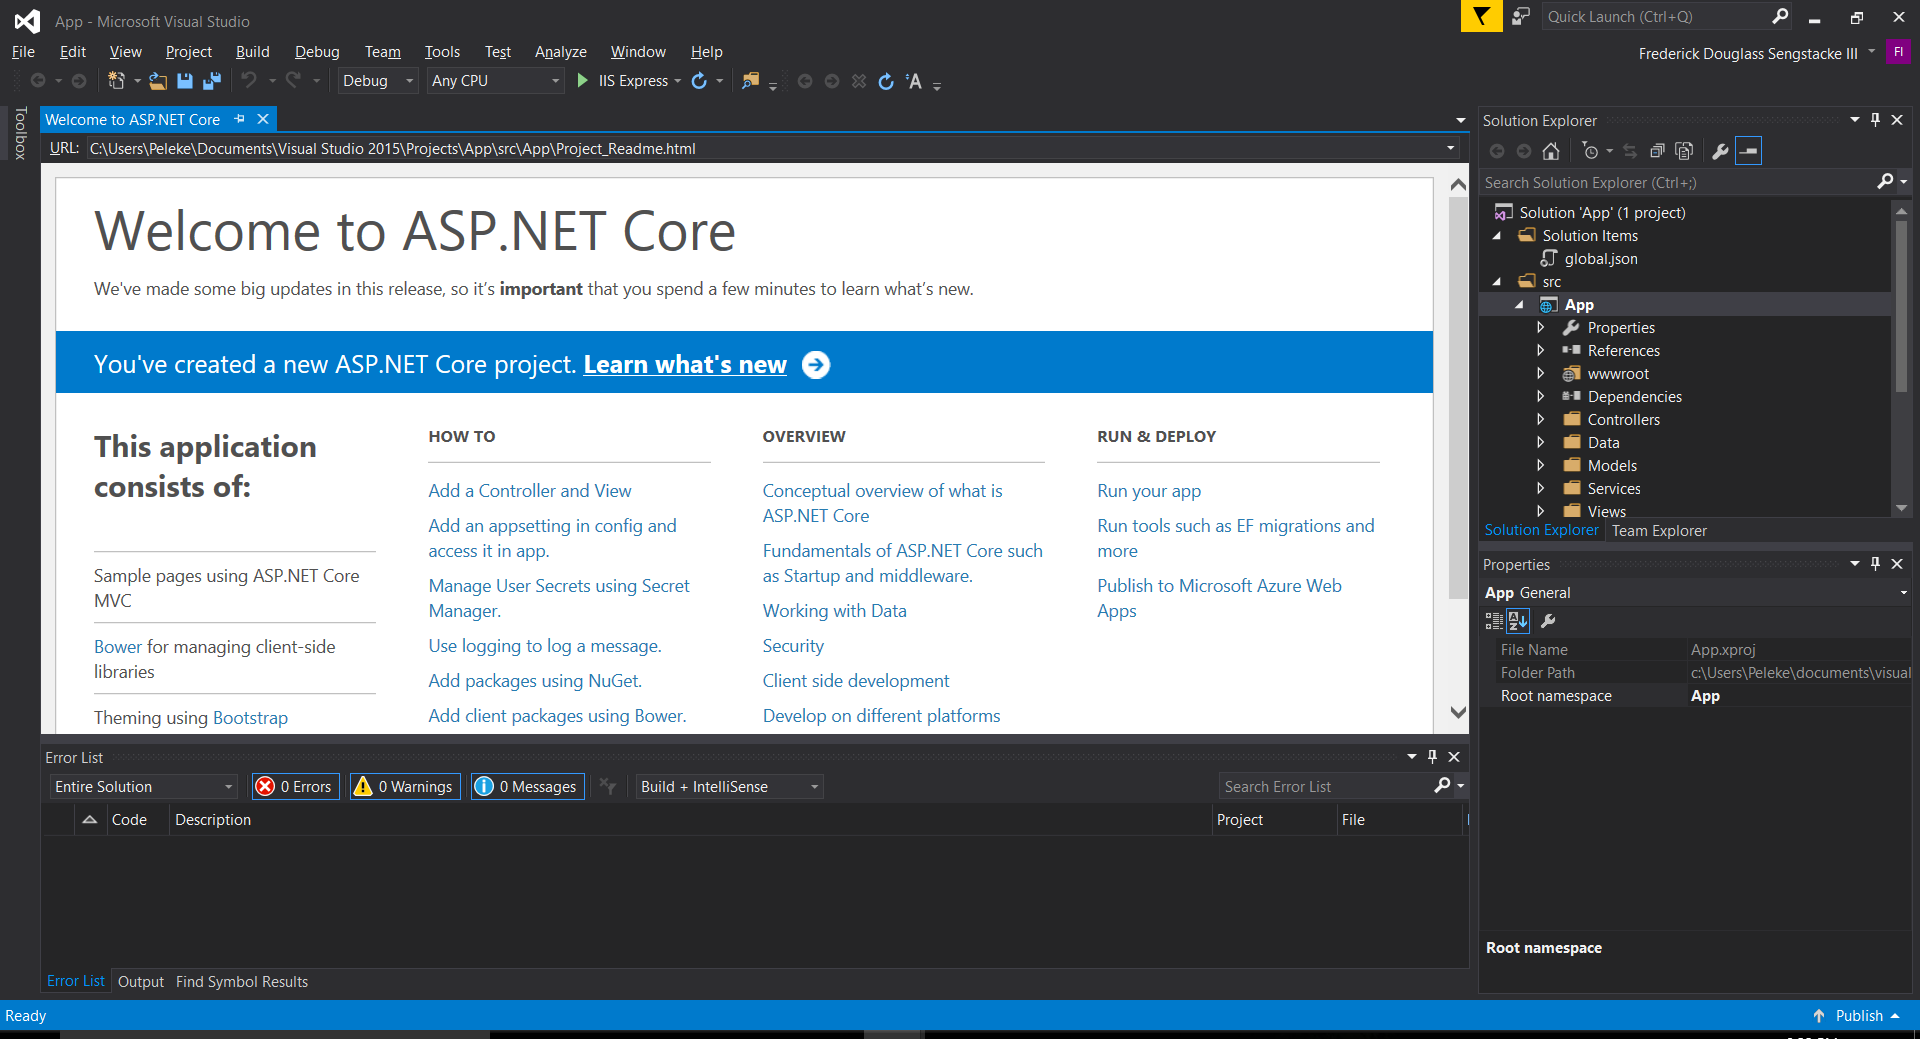 App - Microsoft Visual Studio
Quick Launch (Ctrl+Q)
File Edit View Project Build Debug Team Tools Test Analyze Window Help
Frederick Douglass Sengstacke III
FI
Debug Any CPU IIS Express
Toolbox
Welcome to ASP.NET Core
URL: C:\Users\Peleke\Documents\Visual Studio 2015\Projects\App\src\App\Project_Readme.html
Welcome to ASP.NET Core
We've made some big updates in this release, so it's important that you spend a few minutes to learn what's new.
You've created a new ASP.NET Core project. Learn what's new
This application
consists of:
Sample pages using ASP.NET Core
MVC
Bower for managing client-side
libraries
Theming using Bootstrap
HOW TO
Add a Controller and View
Add an appsetting in config and
access it in app.
Manage User Secrets using Secret
Manager.
Use logging to log a message.
Add packages using NuGet.
Add client packages using Bower.
OVERVIEW
Conceptual overview of what is
ASP.NET Core
Fundamentals of ASP.NET Core such
as Startup and middleware.
Working with Data
Security
Client side development
Develop on different platforms
RUN & DEPLOY
Run your app
Run tools such as EF migrations and
more
Publish to Microsoft Azure Web
Apps
Solution Explorer
Search Solution Explorer (Ctrl+;)
Solution 'App' (1 project)
Solution Items
global.json
src
App
Properties
References
wwwroot
Dependencies
Controllers
Data
Models
Services
Views
Solution Explorer Team Explorer
Properties
App General
File Name App.xproj
Folder Path c:\Users\Peleke\documents\visual
Root namespace App
Root namespace
Error List
Entire Solution 0 Errors 0 Warnings 0 Messages Build + IntelliSense Search Error List
Code Description Project File
Error List Output Find Symbol Results
Ready
Publish